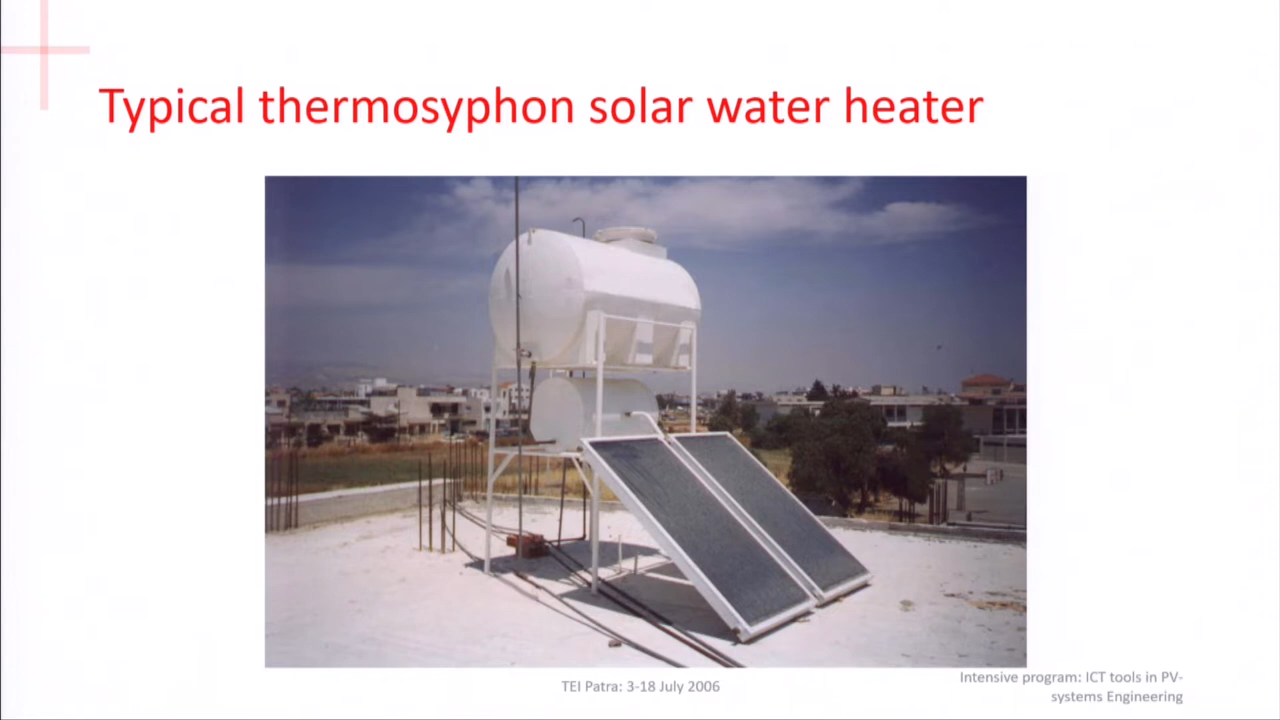 Typical thermosyphon solar water heater
TEI Patra: 3-18 July 2006
Intensive program: ICT tools in PV-
systems Engineering